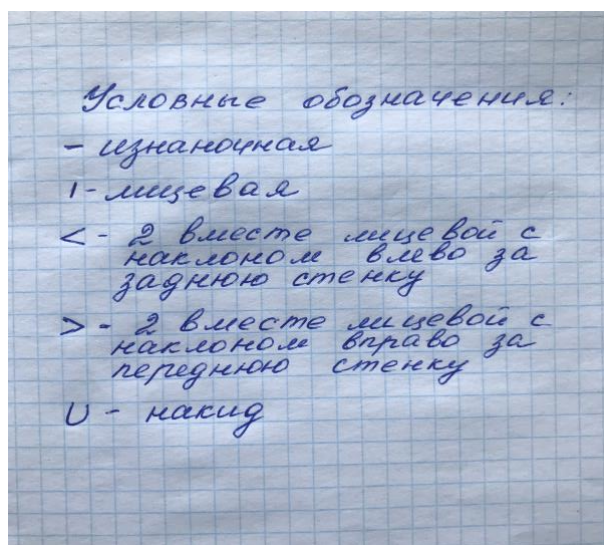 Условные обозначения:
– изнаночная
ı - лицевая
< - 2 вместе лицевой с
наклоном влево за
заднюю стенку
> - 2 вместе лицевой с
наклоном вправо за
переднюю стенку
U - накид